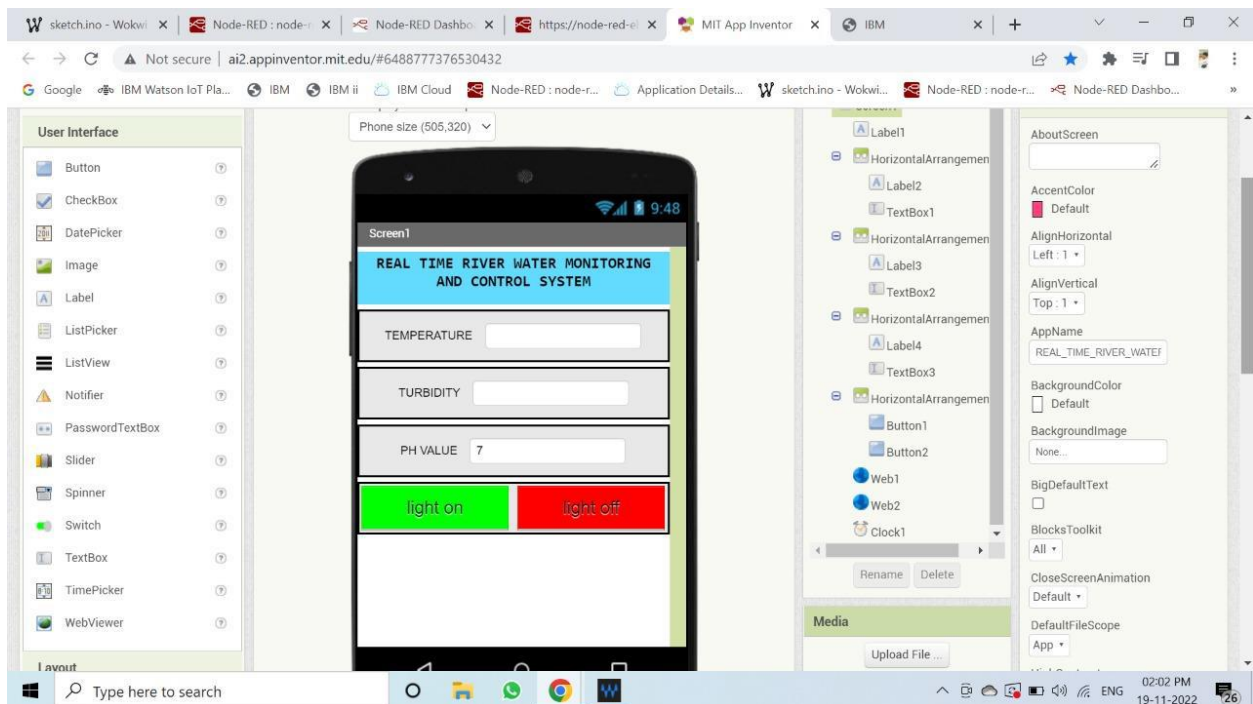 sketch.ino - Wokwi
Node-RED : node-r
Node-RED Dashbo
https://node-red-el
MIT App Inventor
IBM
Not secure | ai2.appinventor.mit.edu/#6488777376530432
Google
IBM Watson IoT Pla...
IBM
IBM ii
IBM Cloud
Node-RED : node-r...
Application Details...
sketch.ino - Wokwi...
Node-RED : node-r...
Node-RED Dashbo...
»
User Interface
Button
CheckBox
DatePicker
Image
Label
ListPicker
ListView
Notifier
PasswordTextBox
Slider
Spinner
Switch
TextBox
TimePicker
WebViewer
Layout
Phone size (505,320)
9:48
Screen1
REAL TIME RIVER WATER MONITORING
AND CONTROL SYSTEM
TEMPERATURE
TURBIDITY
PH VALUE 7
light on light off
Label1
HorizontalArrangemen
Label2
TextBox1
HorizontalArrangemen
Label3
TextBox2
HorizontalArrangemen
Label4
TextBox3
HorizontalArrangemen
Button1
Button2
Web1
Web2
Clock1
Rename Delete
Media
Upload File ...
AboutScreen
AccentColor
Default
AlignHorizontal
Left : 1
AlignVertical
Top : 1
AppName
REAL_TIME_RIVER_WATEF
BackgroundColor
Default
BackgroundImage
None...
BigDefaultText
BlocksToolkit
All
CloseScreenAnimation
Default
DefaultFileScope
App
Type here to search
ENG
02:02 PM
19-11-2022
26